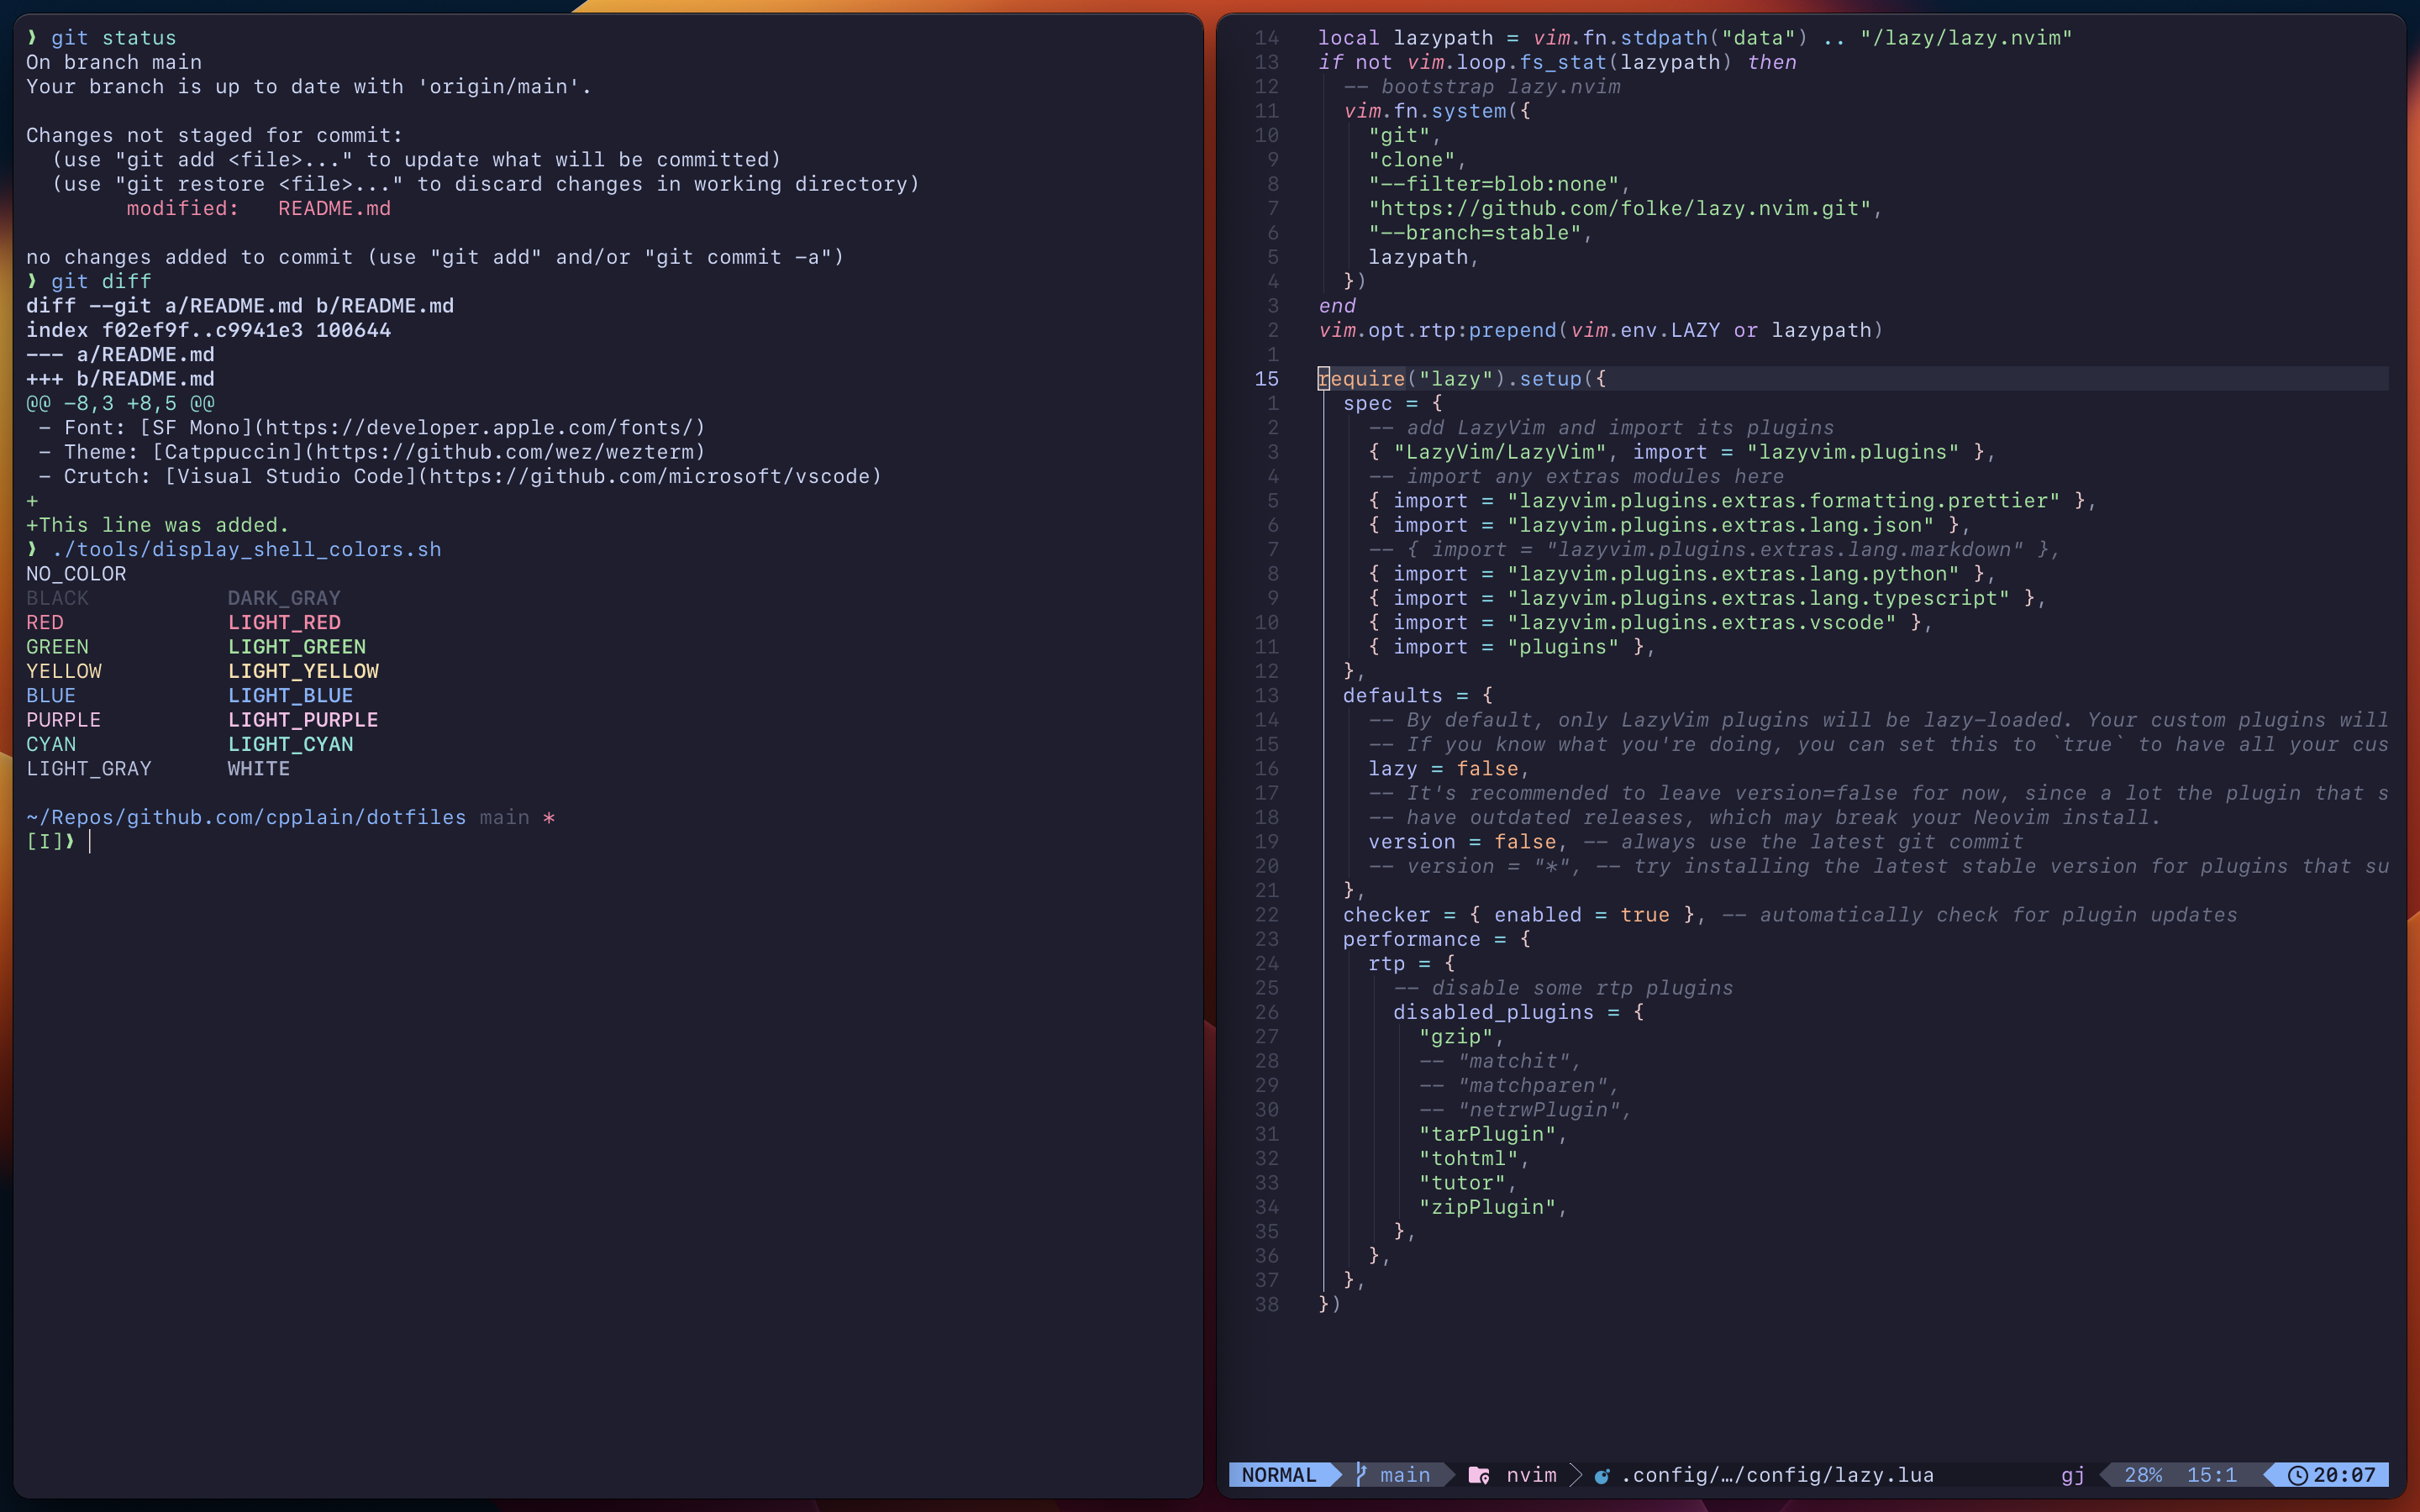 ❱ git status
On branch main
Your branch is up to date with 'origin/main'.
Changes not staged for commit:
  (use "git add <file>..." to update what will be committed)
  (use "git restore <file>..." to discard changes in working directory)
        modified:   README.md
no changes added to commit (use "git add" and/or "git commit -a")
❱ git diff
diff --git a/README.md b/README.md
index f02ef9f..c9941e3 100644
--- a/README.md
+++ b/README.md
@@ -8,3 +8,5 @@
 - Font: [SF Mono](https://developer.apple.com/fonts/)
 - Theme: [Catppuccin](https://github.com/wez/wezterm)
 - Crutch: [Visual Studio Code](https://github.com/microsoft/vscode)
+
+This line was added.
❱ ./tools/display_shell_colors.sh
NO_COLOR
BLACK           DARK_GRAY
RED             LIGHT_RED
GREEN           LIGHT_GREEN
YELLOW          LIGHT_YELLOW
BLUE            LIGHT_BLUE
PURPLE          LIGHT_PURPLE
CYAN            LIGHT_CYAN
LIGHT_GRAY      WHITE
~/Repos/github.com/cpplain/dotfiles main *
[I]❱
14   local lazypath = vim.fn.stdpath("data") .. "/lazy/lazy.nvim"
13   if not vim.loop.fs_stat(lazypath) then
12     -- bootstrap lazy.nvim
11     vim.fn.system({
10       "git",
 9       "clone",
 8       "--filter=blob:none",
 7       "https://github.com/folke/lazy.nvim.git",
 6       "--branch=stable",
 5       lazypath,
 4     })
 3   end
 2   vim.opt.rtp:prepend(vim.env.LAZY or lazypath)
 1
15   require("lazy").setup({
 1     spec = {
 2       -- add LazyVim and import its plugins
 3       { "LazyVim/LazyVim", import = "lazyvim.plugins" },
 4       -- import any extras modules here
 5       { import = "lazyvim.plugins.extras.formatting.prettier" },
 6       { import = "lazyvim.plugins.extras.lang.json" },
 7       -- { import = "lazyvim.plugins.extras.lang.markdown" },
 8       { import = "lazyvim.plugins.extras.lang.python" },
 9       { import = "lazyvim.plugins.extras.lang.typescript" },
10       { import = "lazyvim.plugins.extras.vscode" },
11       { import = "plugins" },
12     },
13     defaults = {
14       -- By default, only LazyVim plugins will be lazy-loaded. Your custom plugins will
15       -- If you know what you're doing, you can set this to `true` to have all your cus
16       lazy = false,
17       -- It's recommended to leave version=false for now, since a lot the plugin that s
18       -- have outdated releases, which may break your Neovim install.
19       version = false, -- always use the latest git commit
20       -- version = "*", -- try installing the latest stable version for plugins that su
21     },
22     checker = { enabled = true }, -- automatically check for plugin updates
23     performance = {
24       rtp = {
25         -- disable some rtp plugins
26         disabled_plugins = {
27           "gzip",
28           -- "matchit",
29           -- "matchparen",
30           -- "netrwPlugin",
31           "tarPlugin",
32           "tohtml",
33           "tutor",
34           "zipPlugin",
35         },
36       },
37     },
38   })
NORMAL main nvim .config/…/config/lazy.lua gj 28% 15:1 20:07